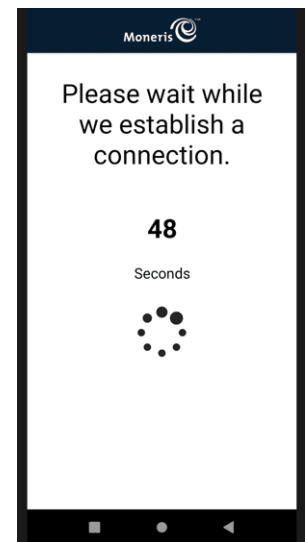 Moneris
Please wait while
we establish a
connection.
48
Seconds